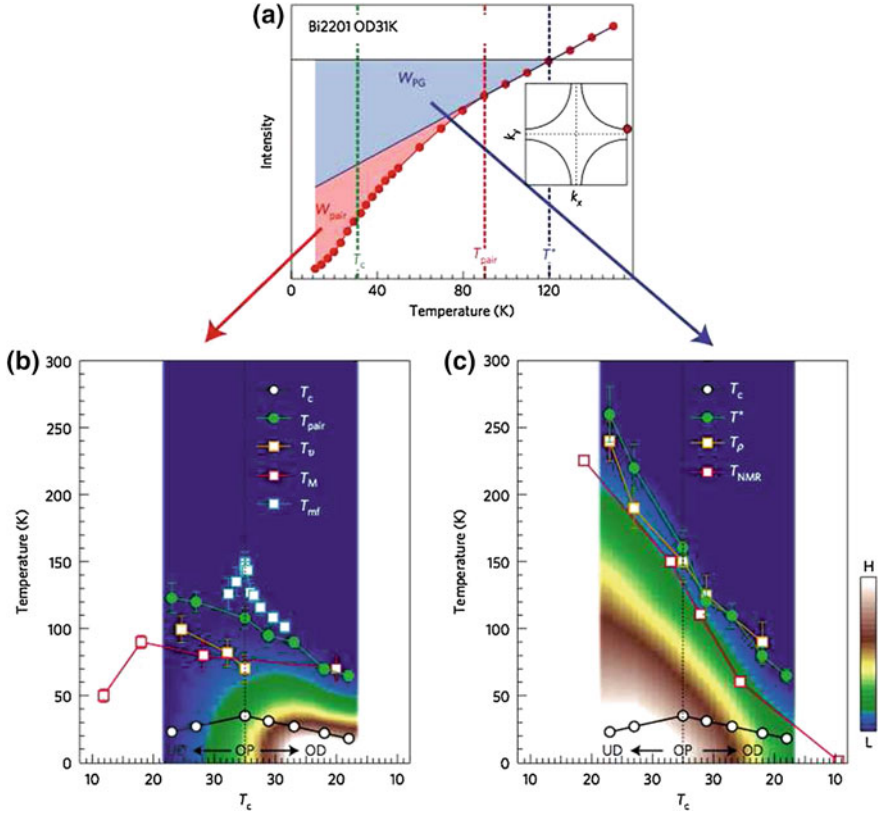 (a)
Bi2201 OD31K
W_PG
W_pair
T_c
T_pair
T*
k_y
k_x
Intensity
0 40 80 120
Temperature (K)
(b)
300
250
200
150
100
50
0
Temperature (K)
T_c
T_pair
T_υ
T_M
T_mf
UD OP OD
10 20 30 30 20 10
T_c
(c)
300
250
200
150
100
50
0
Temperature (K)
T_c
T*
T_ρ
T_NMR
UD OP OD
10 20 30 30 20 10
T_c
H
L